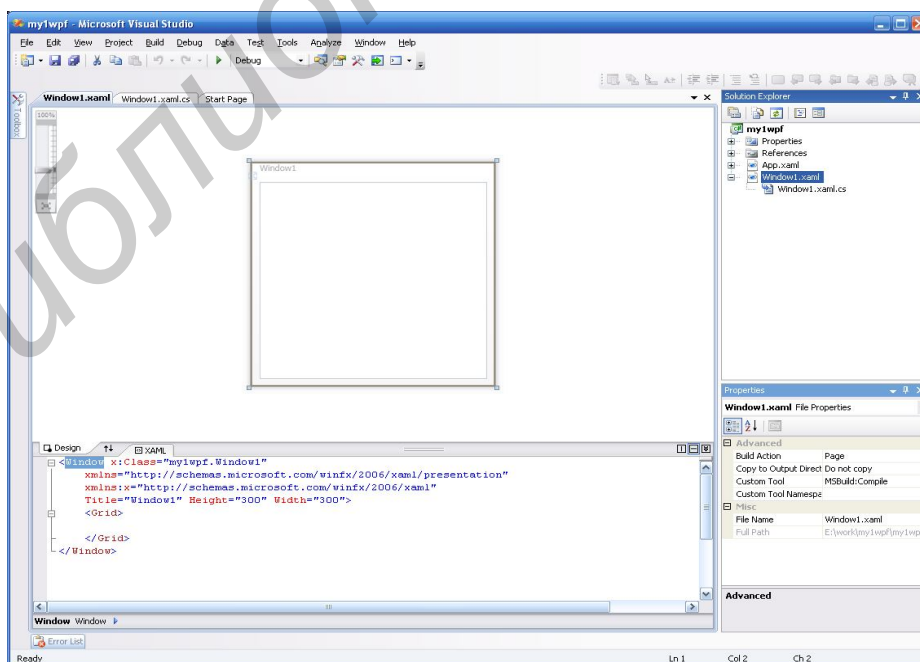 my1wpf - Microsoft Visual Studio
File Edit View Project Build Debug Data Test Tools Analyze Window Help
Debug
Toolbox
Window1.xaml Window1.xaml.cs Start Page
100%
Window1
Design XAML
<Window x:Class="my1wpf.Window1"
xmlns="http://schemas.microsoft.com/winfx/2006/xaml/presentation"
xmlns:x="http://schemas.microsoft.com/winfx/2006/xaml"
Title="Window1" Height="300" Width="300">
<Grid>
</Grid>
</Window>
Window Window
Error List
Solution Explorer
my1wpf
Properties
References
App.xaml
Window1.xaml
Window1.xaml.cs
Properties
Window1.xaml File Properties
Advanced
Build Action Page
Copy to Output Direct Do not copy
Custom Tool MSBuild:Compile
Custom Tool Namespa
Misc
File Name Window1.xaml
Full Path E:\work\my1wpf\my1wp
Advanced
Ready Ln 1 Col 2 Ch 2
иблио